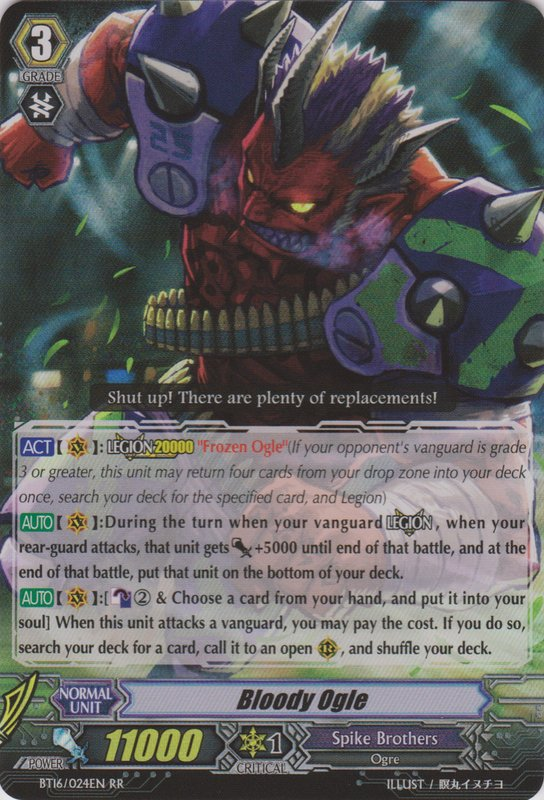 3
GRADE
Shut up! There are plenty of replacements!
ACT【 】: LEGION 20000 "Frozen Ogle"(If your opponent's vanguard is grade
3 or greater, this unit may return four cards from your drop zone into your deck
once, search your deck for the specified card, and Legion)
AUTO【 】:During the turn when your vanguard LEGION, when your
rear-guard attacks, that unit gets +5000 until end of that battle, and at the
end of that battle, put that unit on the bottom of your deck.
AUTO【 】:[ ② & Choose a card from your hand, and put it into your
soul] When this unit attacks a vanguard, you may pay the cost. If you do so,
search your deck for a card, call it to an open R, and shuffle your deck.
NORMAL
UNIT
Bloody Ogle
POWER
11000
1
CRITICAL
Spike Brothers
Ogre
BT16/024EN RR
ILLUST / 瞑丸イヌチヨ